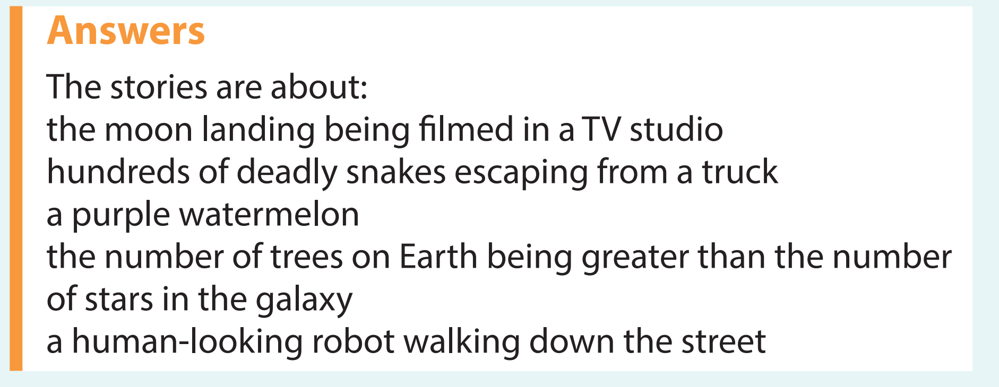 Answers
The stories are about:
the moon landing being filmed in a TV studio
hundreds of deadly snakes escaping from a truck
a purple watermelon
the number of trees on Earth being greater than the number
of stars in the galaxy
a human-looking robot walking down the street